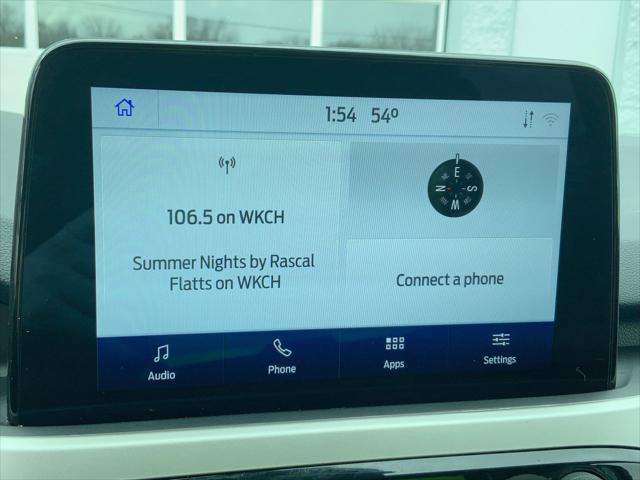 1:54 54º
106.5 on WKCH
Summer Nights by Rascal
Flatts on WKCH
E
N S
W
Connect a phone
Audio Phone Apps Settings